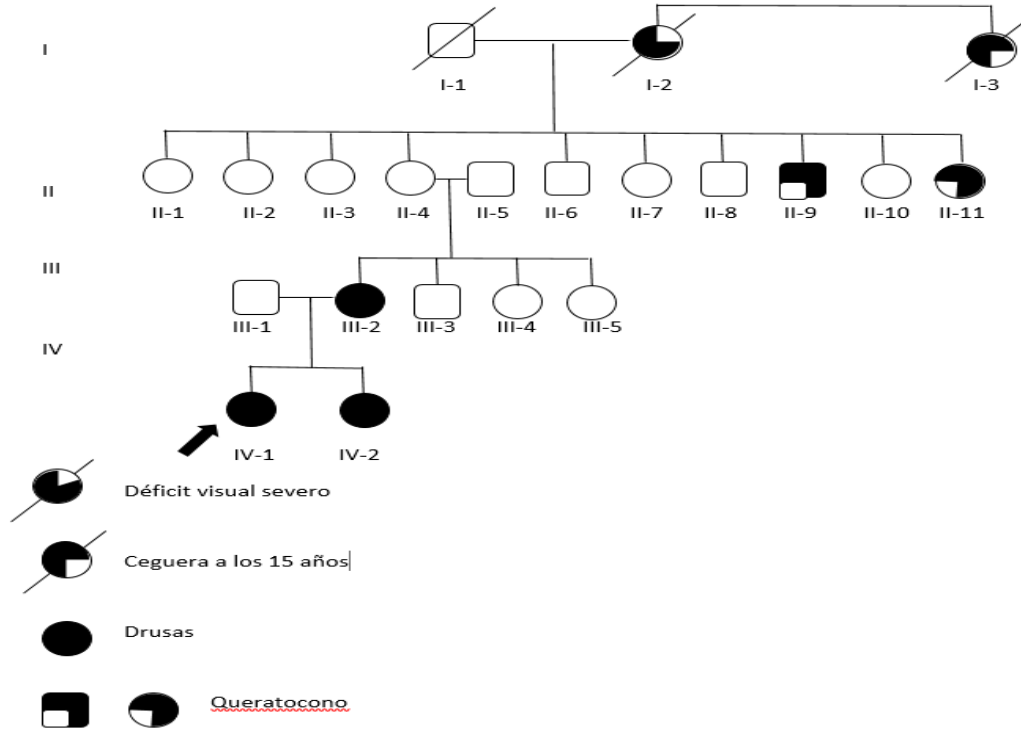 I
I-1 I-2 I-3
II
II-1 II-2 II-3 II-4 II-5 II-6 II-7 II-8 II-9 II-10 II-11
III
III-1 III-2 III-3 III-4 III-5
IV
IV-1 IV-2
Déficit visual severo
Ceguera a los 15 años
Drusas
Queratocono